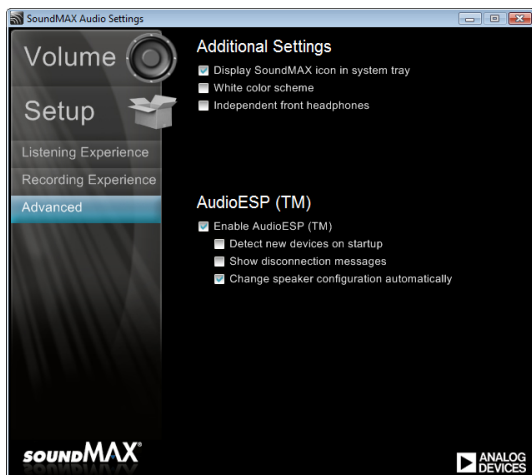 SoundMAX Audio Settings
Volume
Setup
Listening Experience
Recording Experience
Advanced
Additional Settings
Display SoundMAX icon in system tray
White color scheme
Independent front headphones
AudioESP (TM)
Enable AudioESP (TM)
Detect new devices on startup
Show disconnection messages
Change speaker configuration automatically
SOUNDMAX®
ANALOG
DEVICES